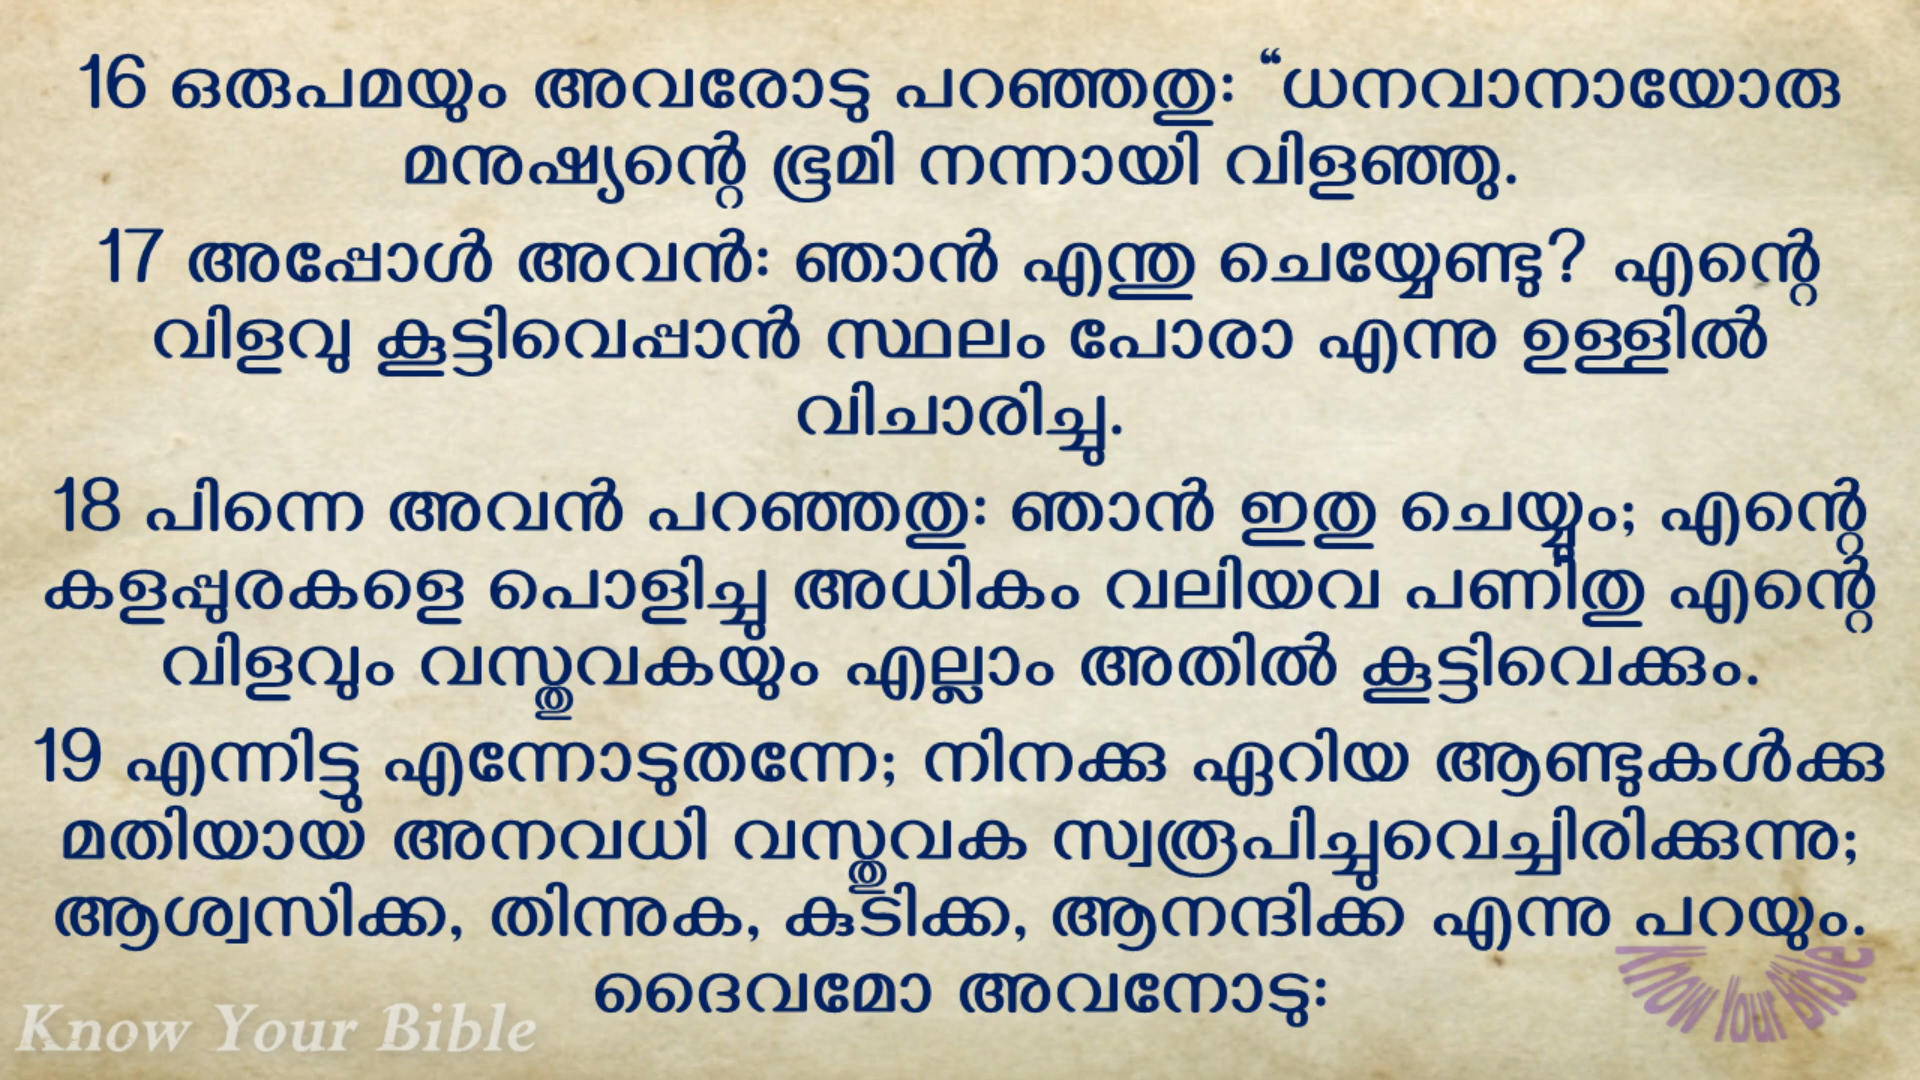 16 ഒരുപമയും അവരോടു പറഞ്ഞതു: “ധനവാനായോരു
മനുഷ്യന്റെ ഭൂമി നന്നായി വിളഞ്ഞു.
17 അപ്പോൾ അവൻ: ഞാൻ എന്തു ചെയ്യേണ്ടു? എന്റെ
വിളവു കൂട്ടിവെപ്പാൻ സ്ഥലം പോരാ എന്നു ഉള്ളിൽ
വിചാരിച്ചു.
18 പിന്നെ അവൻ പറഞ്ഞതു: ഞാൻ ഇതു ചെയ്യും; എന്റെ
കളപ്പുരകളെ പൊളിച്ചു അധികം വലിയവ പണിതു എന്റെ
വിളവും വസ്തുവകയും എല്ലാം അതിൽ കൂട്ടിവെക്കും.
19 എന്നിട്ടു എന്നോടുതന്നേ; നിനക്കു ഏറിയ ആണ്ടുകൾക്കു
മതിയായ അനവധി വസ്തുവക സ്വരൂപിച്ചുവെച്ചിരിക്കുന്നു;
ആശ്വസിക്ക, തിന്നുക, കുടിക്ക, ആനന്ദിക്ക എന്നു പറയും.
ദൈവമോ അവനോടു:
Know Your Bible
Know Your Bible